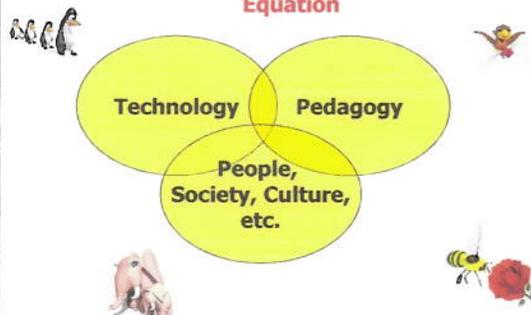 Equation
Technology
Pedagogy
People,
Society, Culture,
etc.